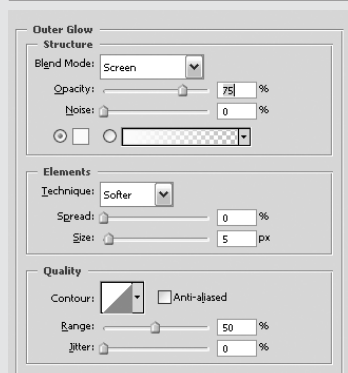 Outer Glow
Structure
Blend Mode: Screen
Opacity: 75 %
Noise: 0 %
Elements
Technique: Softer
Spread: 0 %
Size: 5 px
Quality
Contour: Anti-aliased
Range: 50 %
Jitter: 0 %